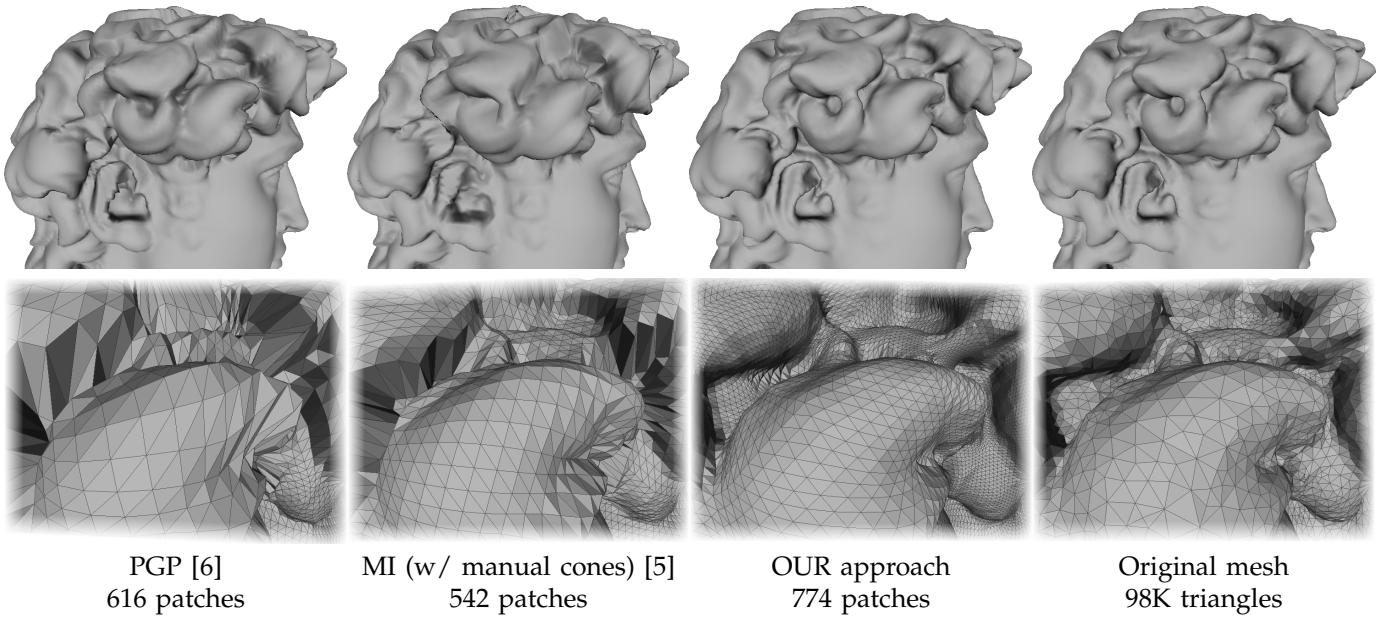 PGP [6]
616 patches
MI (w/ manual cones) [5]
542 patches
OUR approach
774 patches
Original mesh
98K triangles